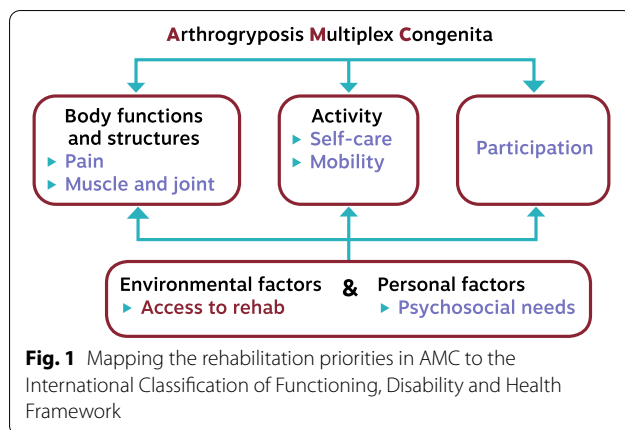 Arthrogryposis Multiplex Congenita
Body functions
and structures
Pain
Muscle and joint
Activity
Self-care
Mobility
Participation
Environmental factors
Access to rehab
&
Personal factors
Psychosocial needs
Fig. 1 Mapping the rehabilitation priorities in AMC to the
International Classification of Functioning, Disability and Health
Framework